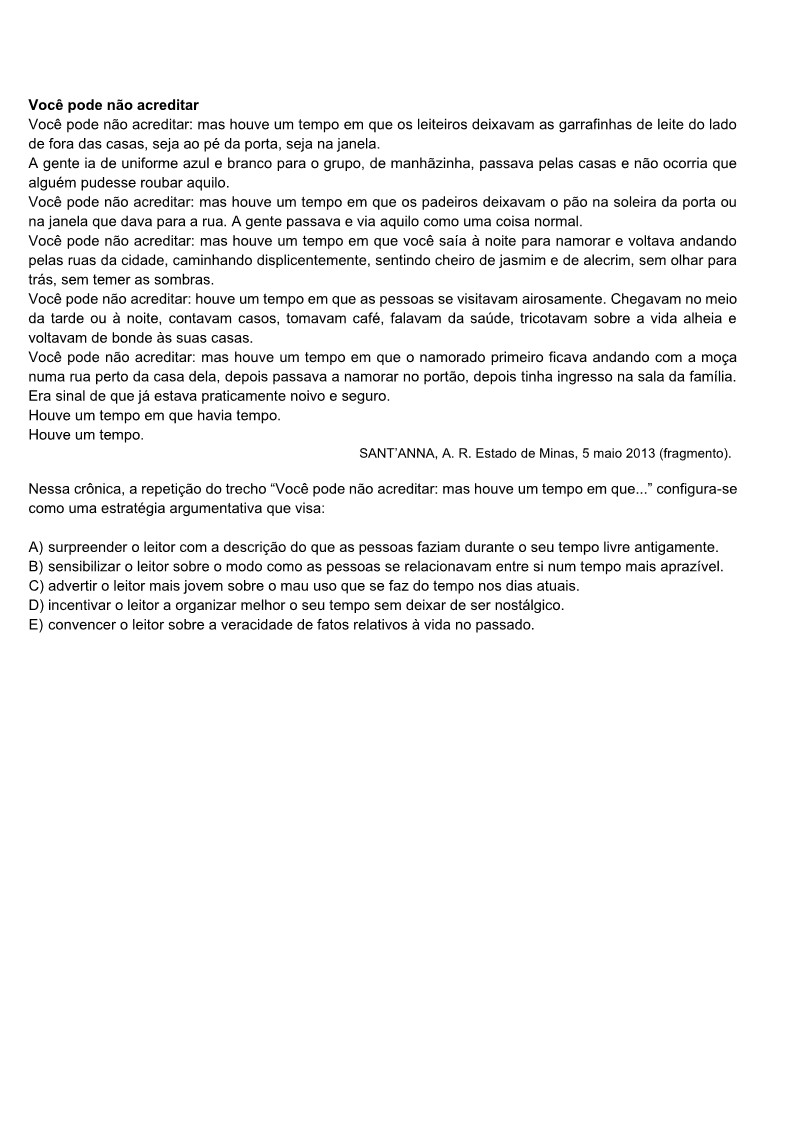 Você pode não acreditar
Você pode não acreditar: mas houve um tempo em que os leiteiros deixavam as garrafinhas de leite do lado
de fora das casas, seja ao pé da porta, seja na janela.
A gente ia de uniforme azul e branco para o grupo, de manhãzinha, passava pelas casas e não ocorria que
alguém pudesse roubar aquilo.
Você pode não acreditar: mas houve um tempo em que os padeiros deixavam o pão na soleira da porta ou
na janela que dava para a rua. A gente passava e via aquilo como uma coisa normal.
Você pode não acreditar: mas houve um tempo em que você saía à noite para namorar e voltava andando
pelas ruas da cidade, caminhando displicentemente, sentindo cheiro de jasmim e de alecrim, sem olhar para
trás, sem temer as sombras.
Você pode não acreditar: houve um tempo em que as pessoas se visitavam airosamente. Chegavam no meio
da tarde ou à noite, contavam casos, tomavam café, falavam da saúde, tricotavam sobre a vida alheia e
voltavam de bonde às suas casas.
Você pode não acreditar: mas houve um tempo em que o namorado primeiro ficava andando com a moça
numa rua perto da casa dela, depois passava a namorar no portão, depois tinha ingresso na sala da família.
Era sinal de que já estava praticamente noivo e seguro.
Houve um tempo em que havia tempo.
Houve um tempo.
SANT’ANNA, A. R. Estado de Minas, 5 maio 2013 (fragmento).
Nessa crônica, a repetição do trecho “Você pode não acreditar: mas houve um tempo em que...” configura-se
como uma estratégia argumentativa que visa:
A) surpreender o leitor com a descrição do que as pessoas faziam durante o seu tempo livre antigamente.
B) sensibilizar o leitor sobre o modo como as pessoas se relacionavam entre si num tempo mais aprazível.
C) advertir o leitor mais jovem sobre o mau uso que se faz do tempo nos dias atuais.
D) incentivar o leitor a organizar melhor o seu tempo sem deixar de ser nostálgico.
E) convencer o leitor sobre a veracidade de fatos relativos à vida no passado.